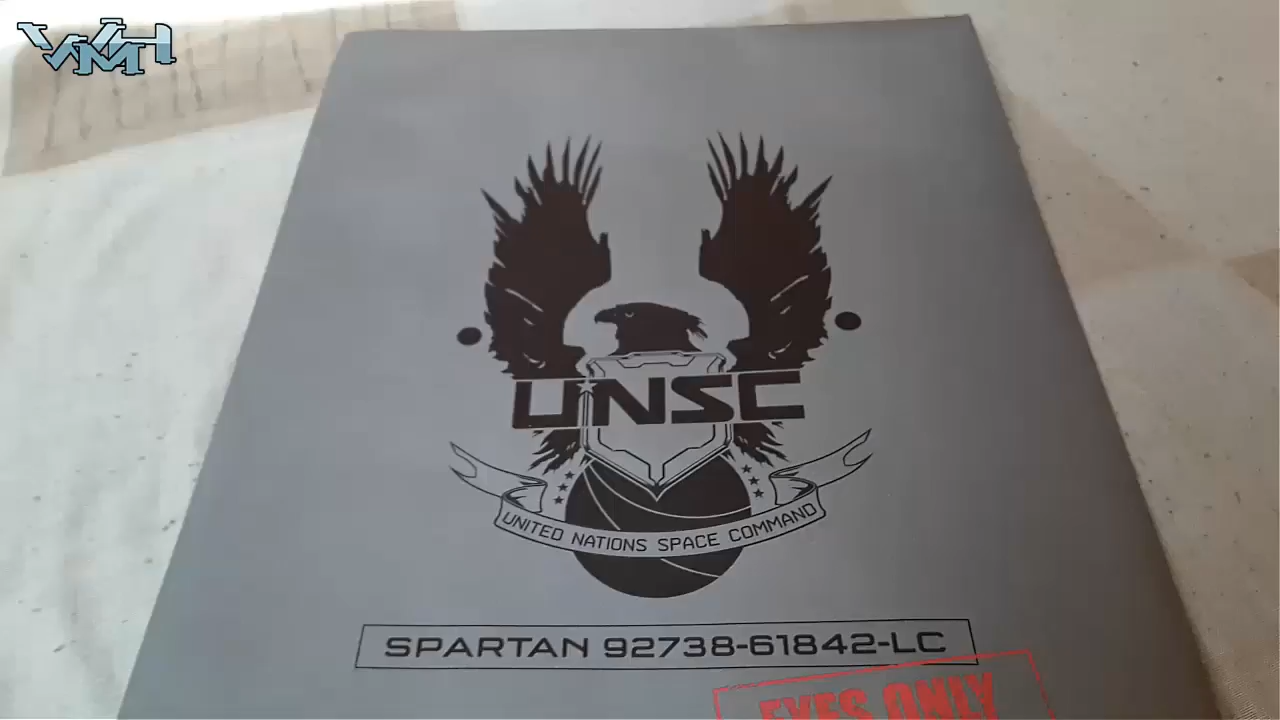 UNSC
UNITED NATIONS SPACE COMMAND
SPARTAN 92738-61842-LC
EYES ONLY